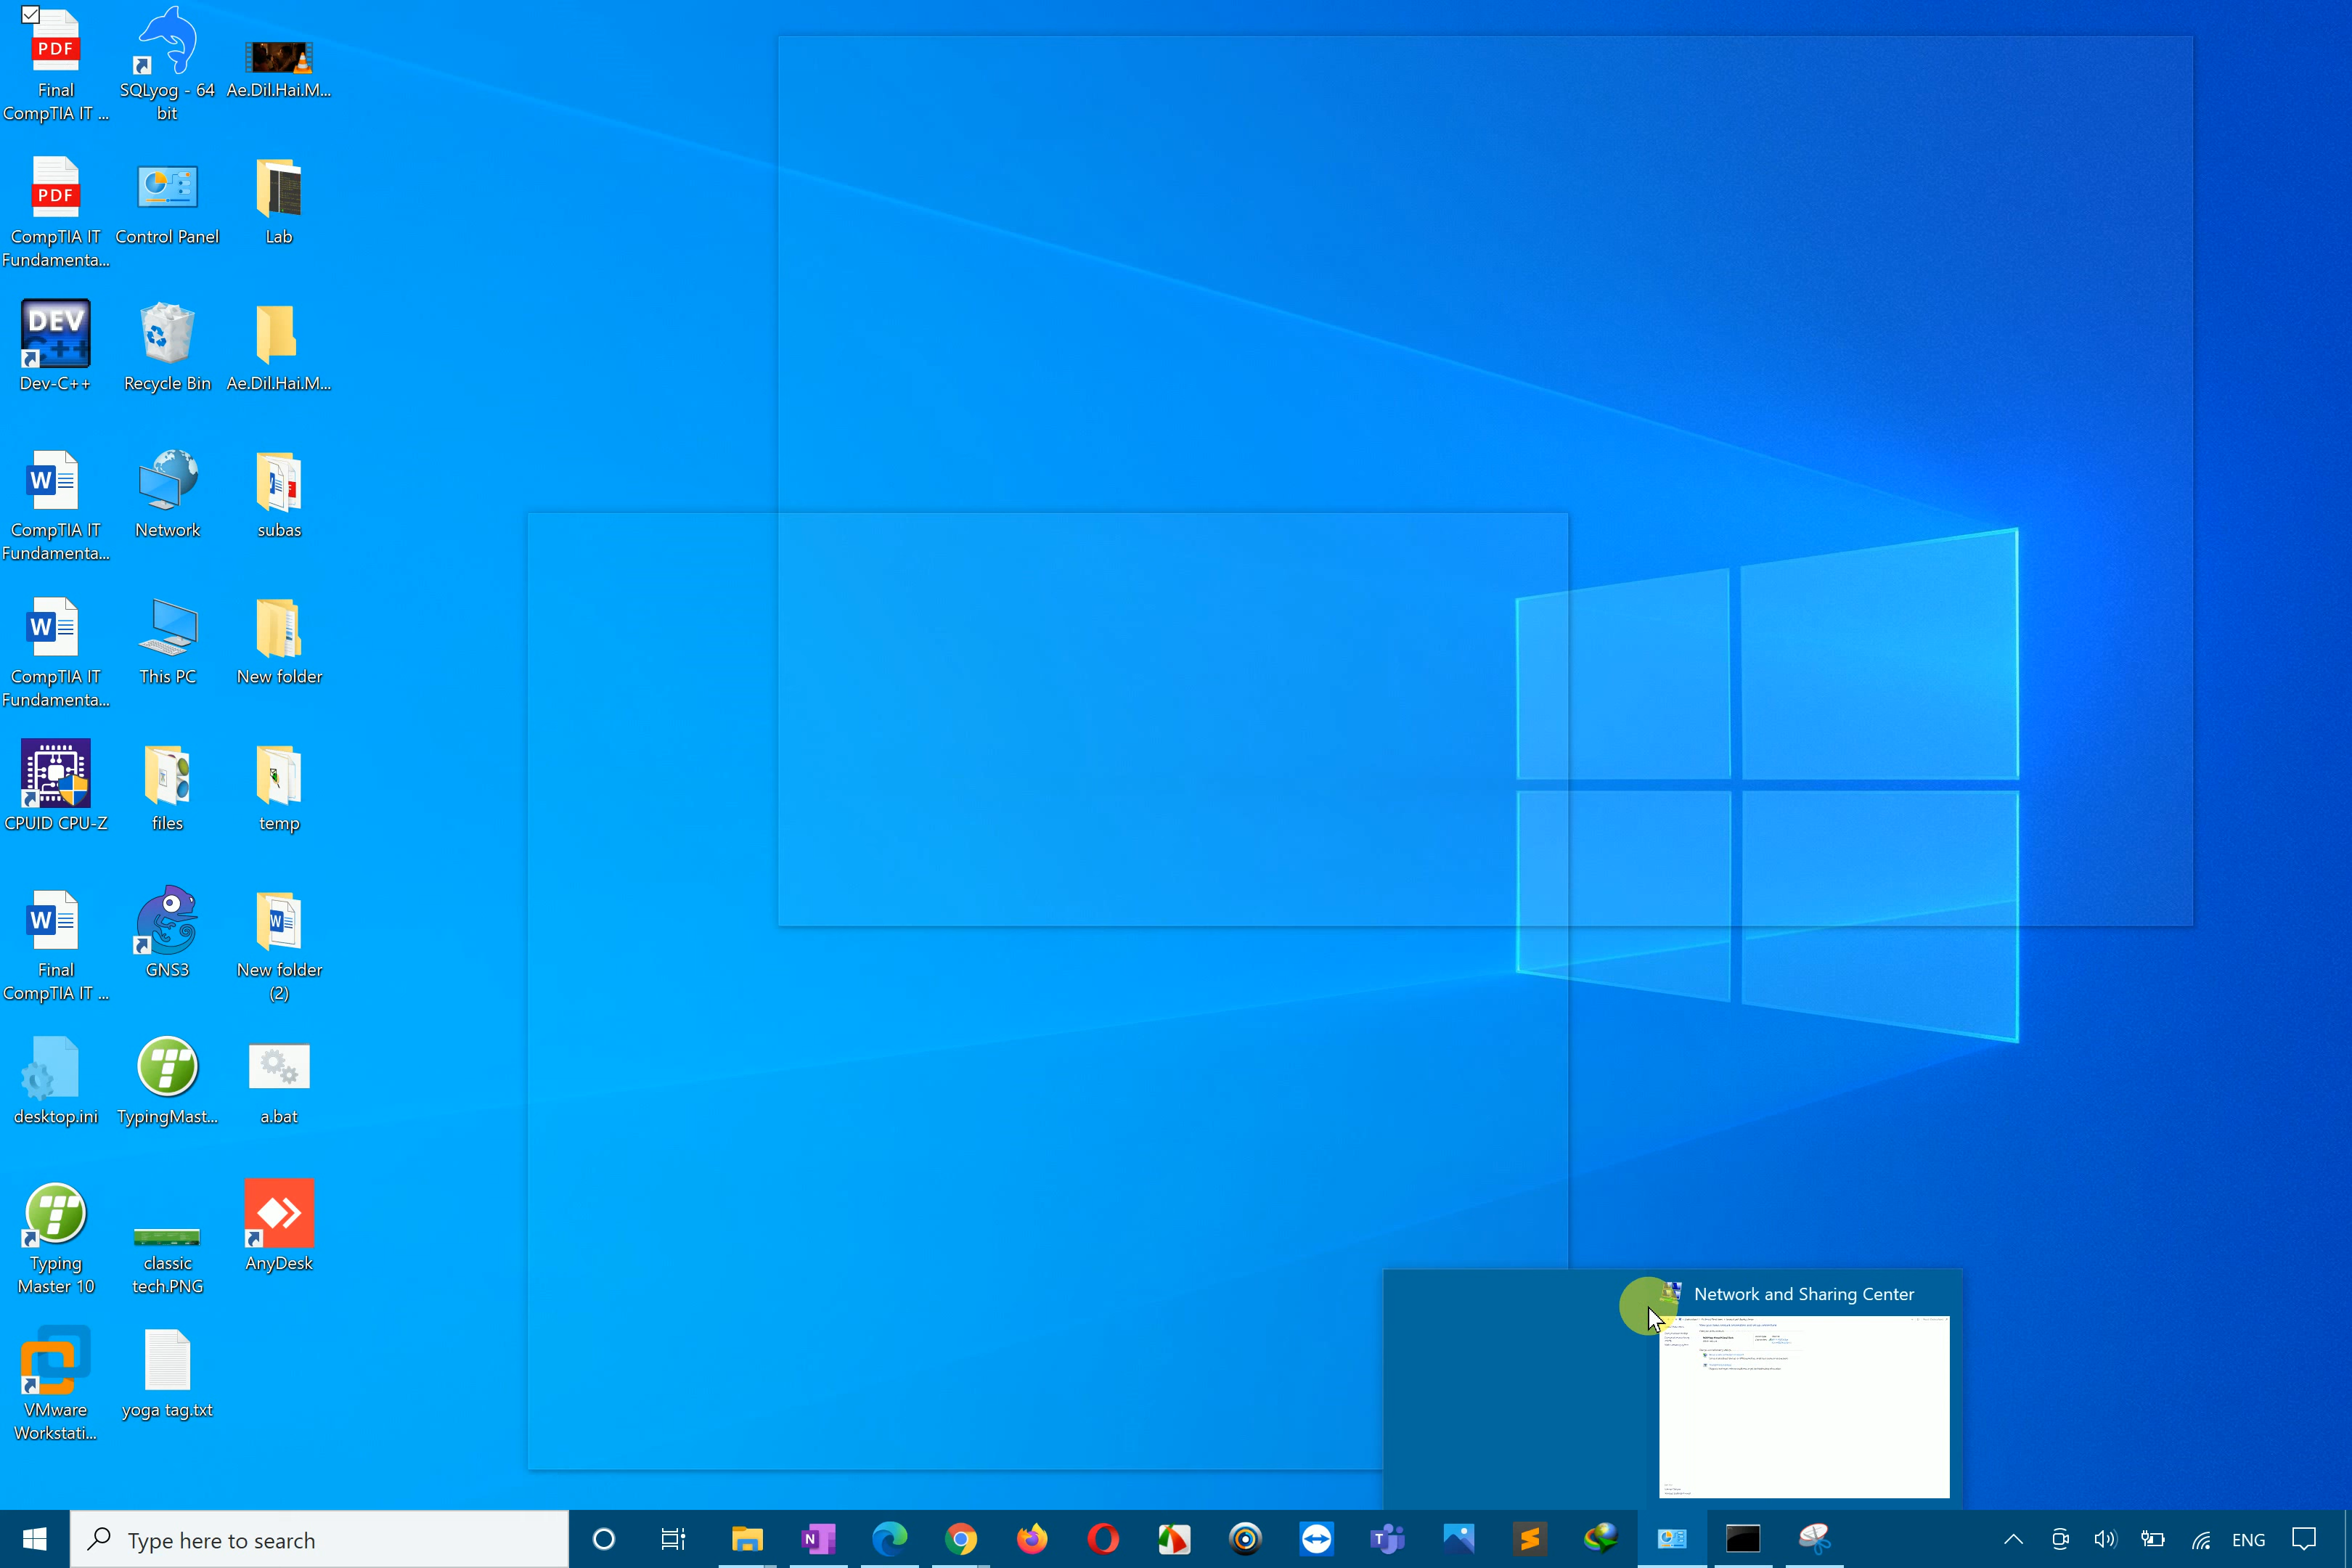 PDF
Final
CompTIA IT ...
SQLyog - 64
bit
Ae.Dil.Hai.M...
PDF
CompTIA IT
Fundamenta...
Control Panel
Lab
DEV
C++
Dev-C++
Recycle Bin
Ae.Dil.Hai.M...
W
CompTIA IT
Fundamenta...
Network
subas
W
CompTIA IT
Fundamenta...
This PC
New folder
CPUID CPU-Z
files
temp
W
Final
CompTIA IT ...
GNS3
W
New folder
(2)
desktop.ini
TypingMast...
a.bat
Typing
Master 10
classic
tech.PNG
AnyDesk
VMware
Workstati...
yoga tag.txt
Network and Sharing Center
Type here to search
N
T
S
ENG